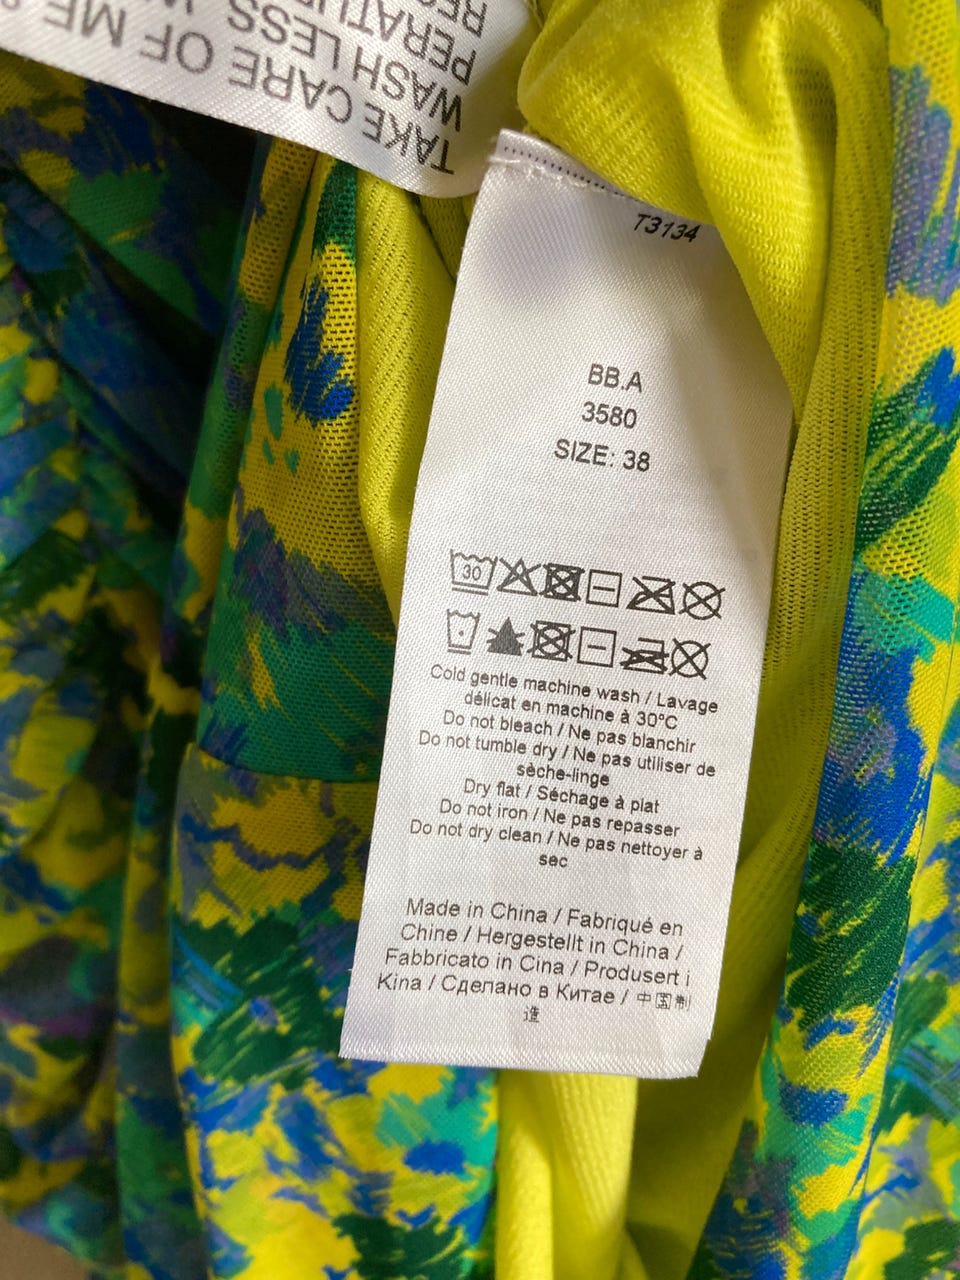 TAKE CARE OF ME
WASH LESS, W
PERATU
REC
T3134
BB.A
3580
SIZE: 38
30
Cold gentle machine wash / Lavage
délicat en machine à 30°C
Do not bleach / Ne pas blanchir
Do not tumble dry / Ne pas utiliser de
sèche-linge
Dry flat / Séchage à plat
Do not iron / Ne pas repasser
Do not dry clean / Ne pas nettoyer à
sec
Made in China / Fabriqué en
Chine / Hergestellt in China /
Fabbricato in Cina / Produsert i
Kina / Сделано в Китае / 中国制
造